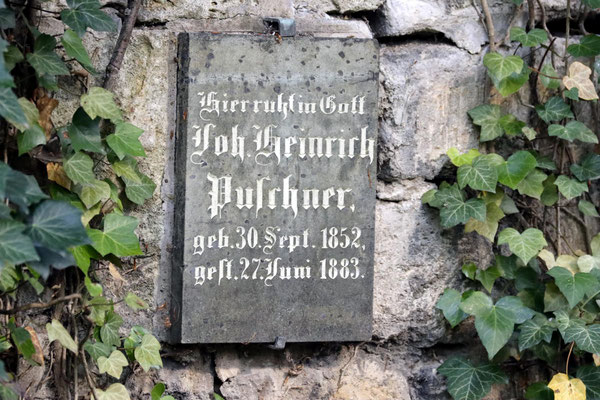 Hier ruht in Gott
Joh. Heinrich
Puſchner,
geb. 30. Sept. 1852,
geſt. 27. Juni 1883.